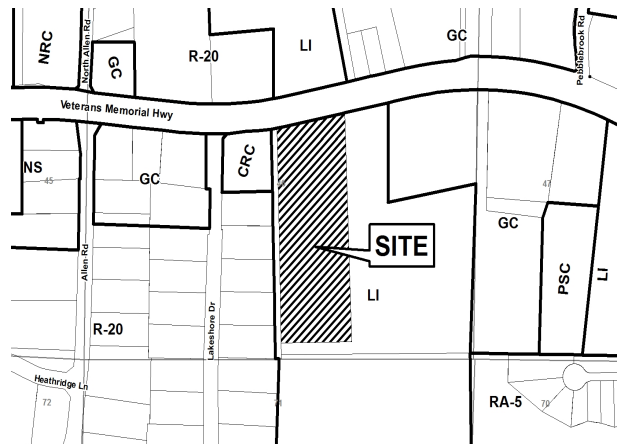 NRC
North Allen Rd
GC
R-20
LI
GC
Pebblebrook Rd
Veterans Memorial Hwy
NS
45
GC
CRC
47
SITE
GC
PSC
LI
LI
Allen Rd
R-20
Lakeshore Dr
Heathridge Ln
72
71
RA-5
70